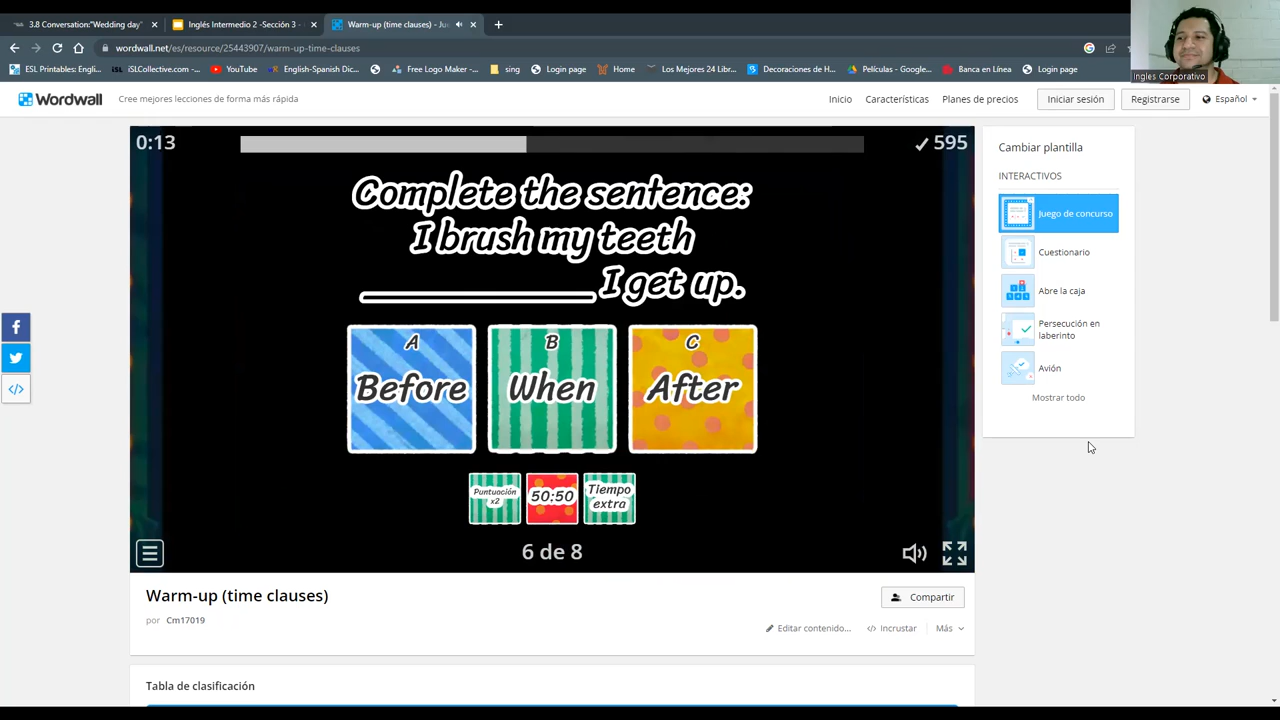 3.8 Conversation:"Wedding day"
Inglés Intermedio 2 -Sección 3 -
Warm-up (time clauses) - Ju
wordwall.net/es/resource/25443907/warm-up-time-clauses
ESL Printables: Engli...
iSLCollective.com -...
YouTube
English-Spanish Dic...
Free Logo Maker -...
sing
Login page
Home
Los Mejores 24 Libr...
Decoraciones de H...
Películas - Google...
Banca en Línea
Login page
Ingles Corporativo
Wordwall
Cree mejores lecciones de forma más rápida
Inicio
Características
Planes de precios
Iniciar sesión
Registrarse
Español
0:13
595
Complete the sentence:
I brush my teeth
____________ I get up.
A
Before
B
When
C
After
Puntuación
x2
50:50
Tiempo
extra
6 de 8
Cambiar plantilla
INTERACTIVOS
Juego de concurso
Cuestionario
Abre la caja
Persecución en
laberinto
Avión
Mostrar todo
Warm-up (time clauses)
Compartir
por Cm17019
Editar contenido...
Incrustar
Más
Tabla de clasificación